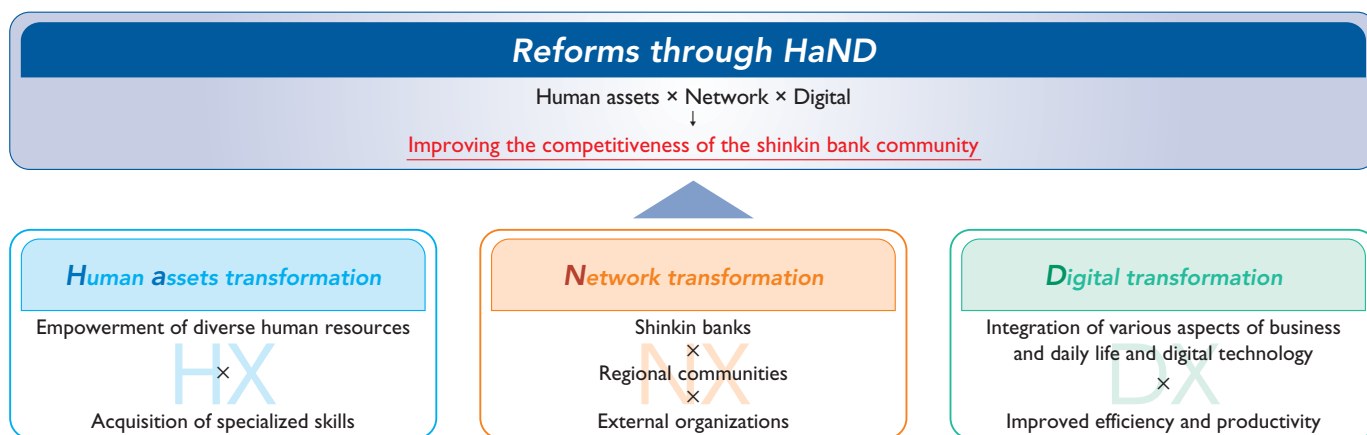 Reforms through HaND
Human assets × Network × Digital
↓
Improving the competitiveness of the shinkin bank community
Human assets transformation
HX
Empowerment of diverse human resources
×
Acquisition of specialized skills
Network transformation
NX
Shinkin banks
×
Regional communities
×
External organizations
Digital transformation
DX
Integration of various aspects of business
and daily life and digital technology
×
Improved efficiency and productivity